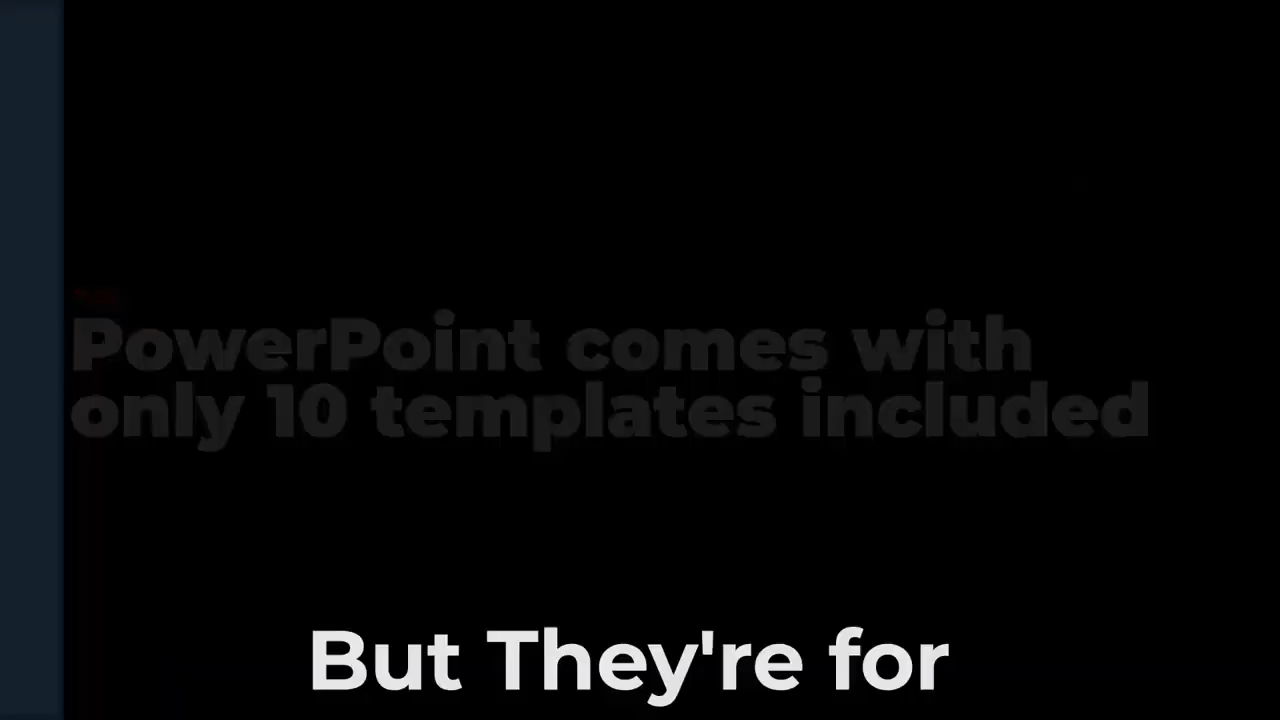 PowerPoint comes with
only 10 templates included
But They're for